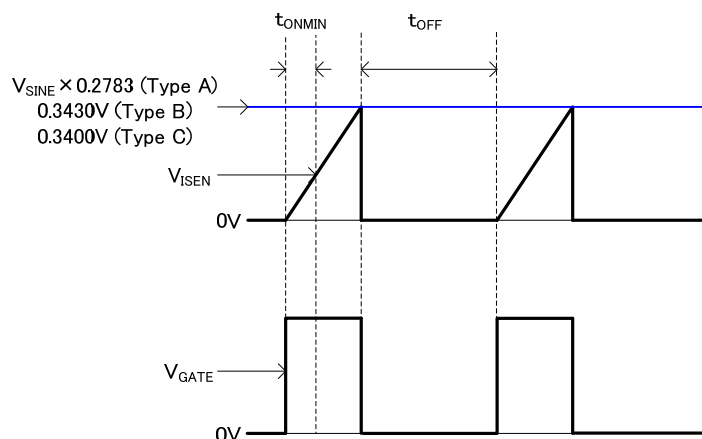 tONMIN
tOFF
VSINE×0.2783 (Type A)
0.3430V (Type B)
0.3400V (Type C)
VISEN
0V
VGATE
0V